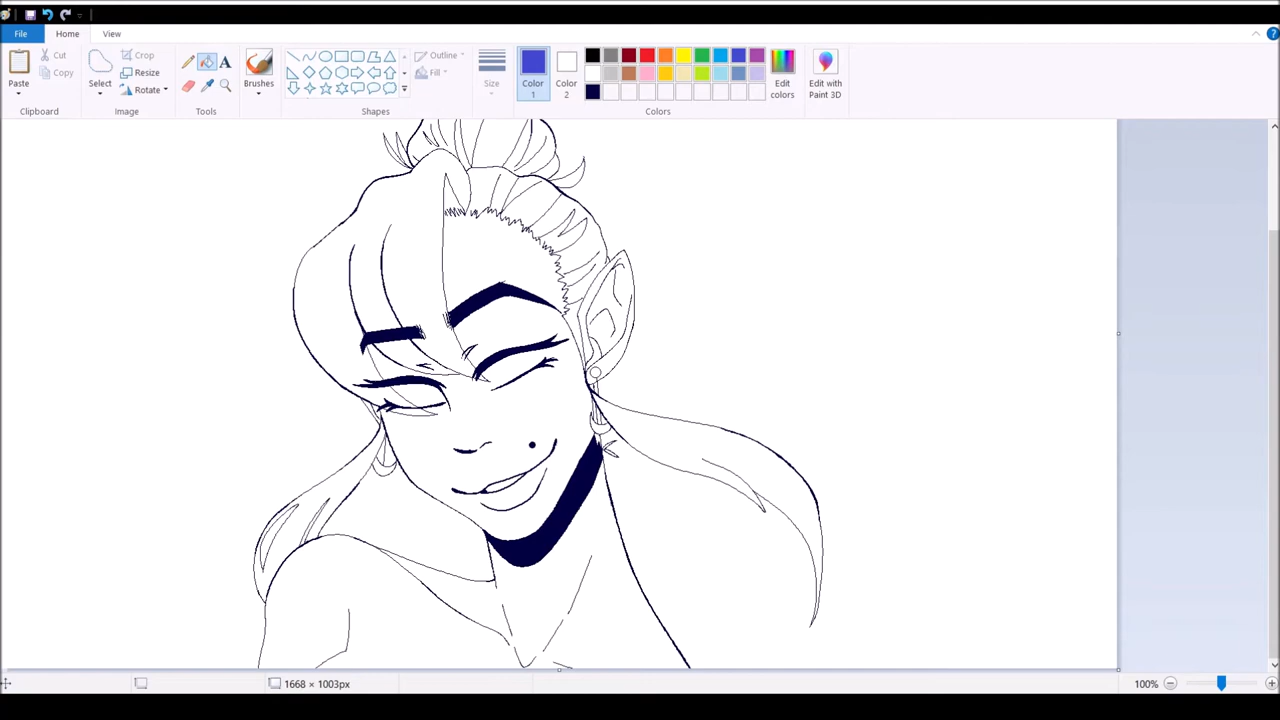 File Home View
Cut Crop Outline
Copy Resize Fill
Rotate
Paste Select Brushes Size Color Color Edit Edit with
1 2 colors Paint 3D
Clipboard Image Tools Shapes Colors
1668 × 1003px 100%